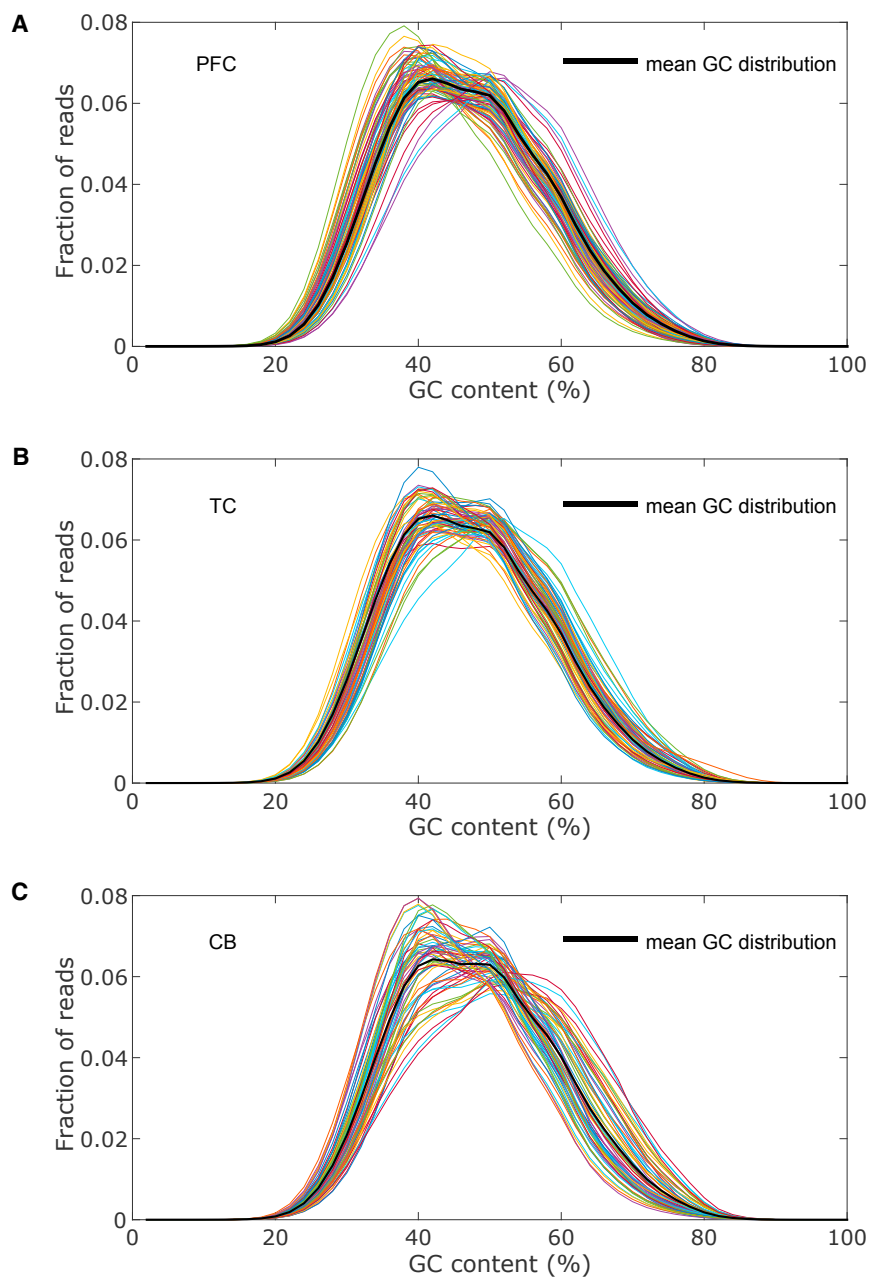 A
0.08
PFC
mean GC distribution
0.06
0.04
0.02
0
0 20 40 60 80 100
Fraction of reads
GC content (%)
B
0.08
TC
mean GC distribution
0.06
0.04
0.02
0
0 20 40 60 80 100
Fraction of reads
GC content (%)
C
0.08
CB
mean GC distribution
0.06
0.04
0.02
0
0 20 40 60 80 100
Fraction of reads
GC content (%)